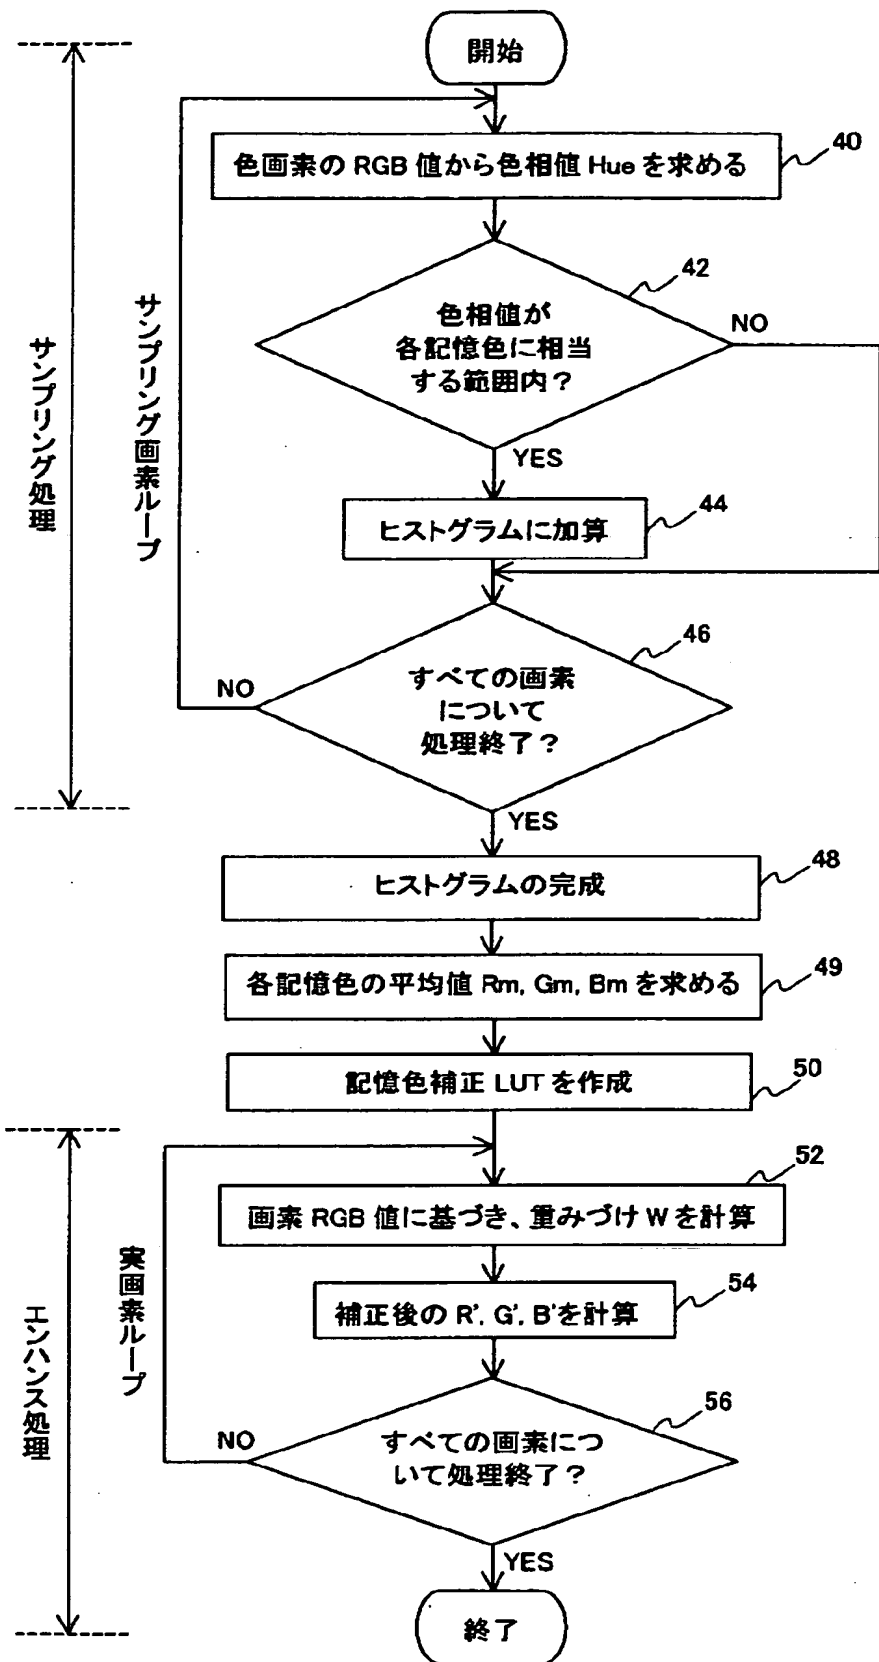 開始
色画素の RGB 値から色相値 Hue を求める
40
42
色相値が
各記憶色に相当
する範囲内？
NO
YES
ヒストグラムに加算
44
46
すべての画素
について
処理終了？
NO
YES
サンプリング処理
サンプリング画素ループ
ヒストグラムの完成
48
各記憶色の平均値 Rm, Gm, Bm を求める
49
記憶色補正 LUT を作成
50
52
画素 RGB 値に基づき、重みづけ W を計算
54
補正後の R', G', B'を計算
56
すべての画素につ
いて処理終了？
NO
YES
エンハンス処理
実画素ループ
終了